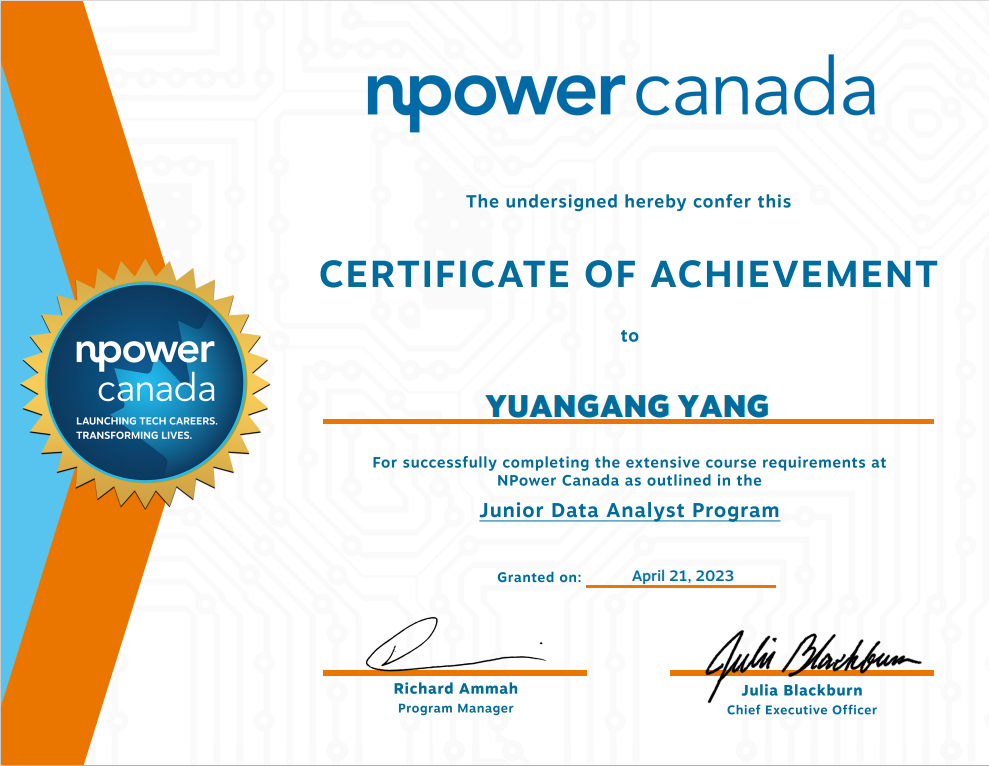 npower canada
The undersigned hereby confer this
CERTIFICATE OF ACHIEVEMENT
to
YUANGANG YANG
npower
canada
LAUNCHING TECH CAREERS.
TRANSFORMING LIVES.
For successfully completing the extensive course requirements at
NPower Canada as outlined in the
Junior Data Analyst Program
Granted on: April 21, 2023
Julia Blackburn
Richard Ammah
Program Manager
Julia Blackburn
Chief Executive Officer